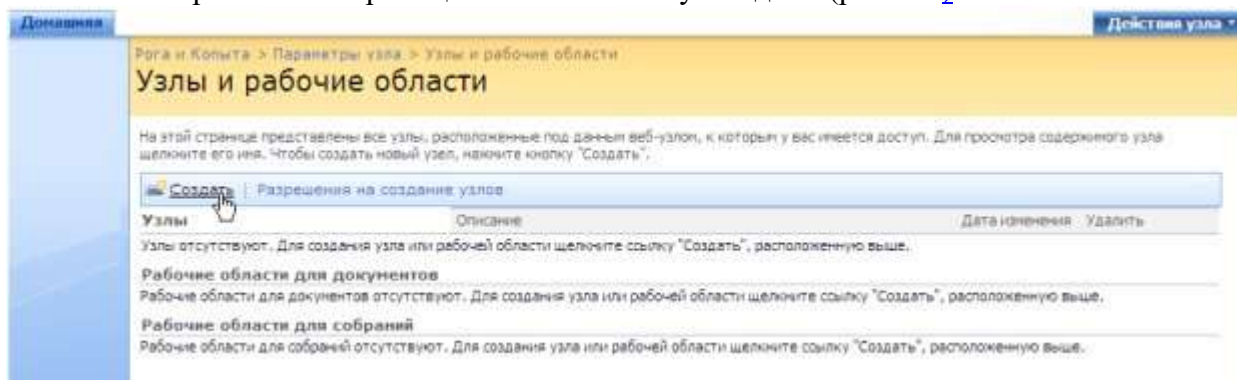 Домашняя
Действия узла
Рога и Копыта > Параметры узла > Узлы и рабочие области
Узлы и рабочие области
На этой странице представлены все узлы, расположенные под данным веб-узлом, к которым у вас имеется доступ. Для просмотра содержимого узла
щелкните его имя. Чтобы создать новый узел, нажмите кнопку "Создать".
Создать | Разрешения на создание узлов
Узлы Описание Дата изменения Удалить
Узлы отсутствуют. Для создания узла или рабочей области щелкните ссылку "Создать", расположенную выше.
Рабочие области для документов
Рабочие области для документов отсутствуют. Для создания узла или рабочей области щелкните ссылку "Создать", расположенную выше.
Рабочие области для собраний
Рабочие области для собраний отсутствуют. Для создания узла или рабочей области щелкните ссылку "Создать", расположенную выше.